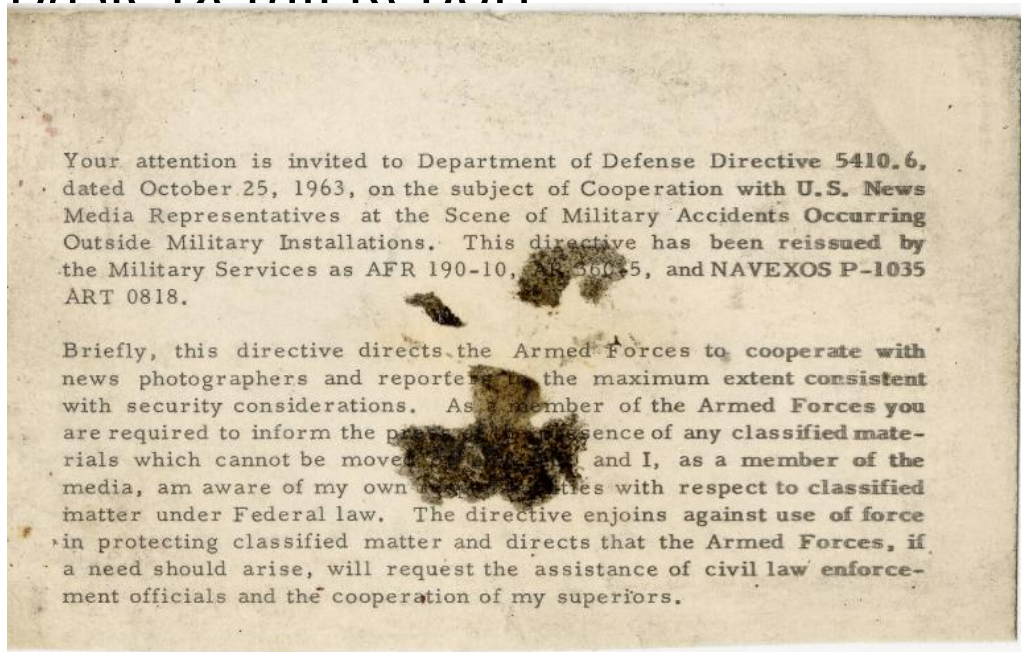 Your attention is invited to Department of Defense Directive 5410.6,
dated October 25, 1963, on the subject of Cooperation with U.S. News
Media Representatives at the Scene of Military Accidents Occurring
Outside Military Installations. This directive has been reissued by
the Military Services as AFR 190-10, AR 360-5, and NAVEXOS P-1035
ART 0818.
Briefly, this directive directs the Armed Forces to cooperate with
news photographers and reporters to the maximum extent consistent
with security considerations. As a member of the Armed Forces you
are required to inform the presence of any classified mate-
rials which cannot be moved and I, as a member of the
media, am aware of my own with respect to classified
matter under Federal law. The directive enjoins against use of force
in protecting classified matter and directs that the Armed Forces, if
a need should arise, will request the assistance of civil law enforce-
ment officials and the cooperation of my superiors.